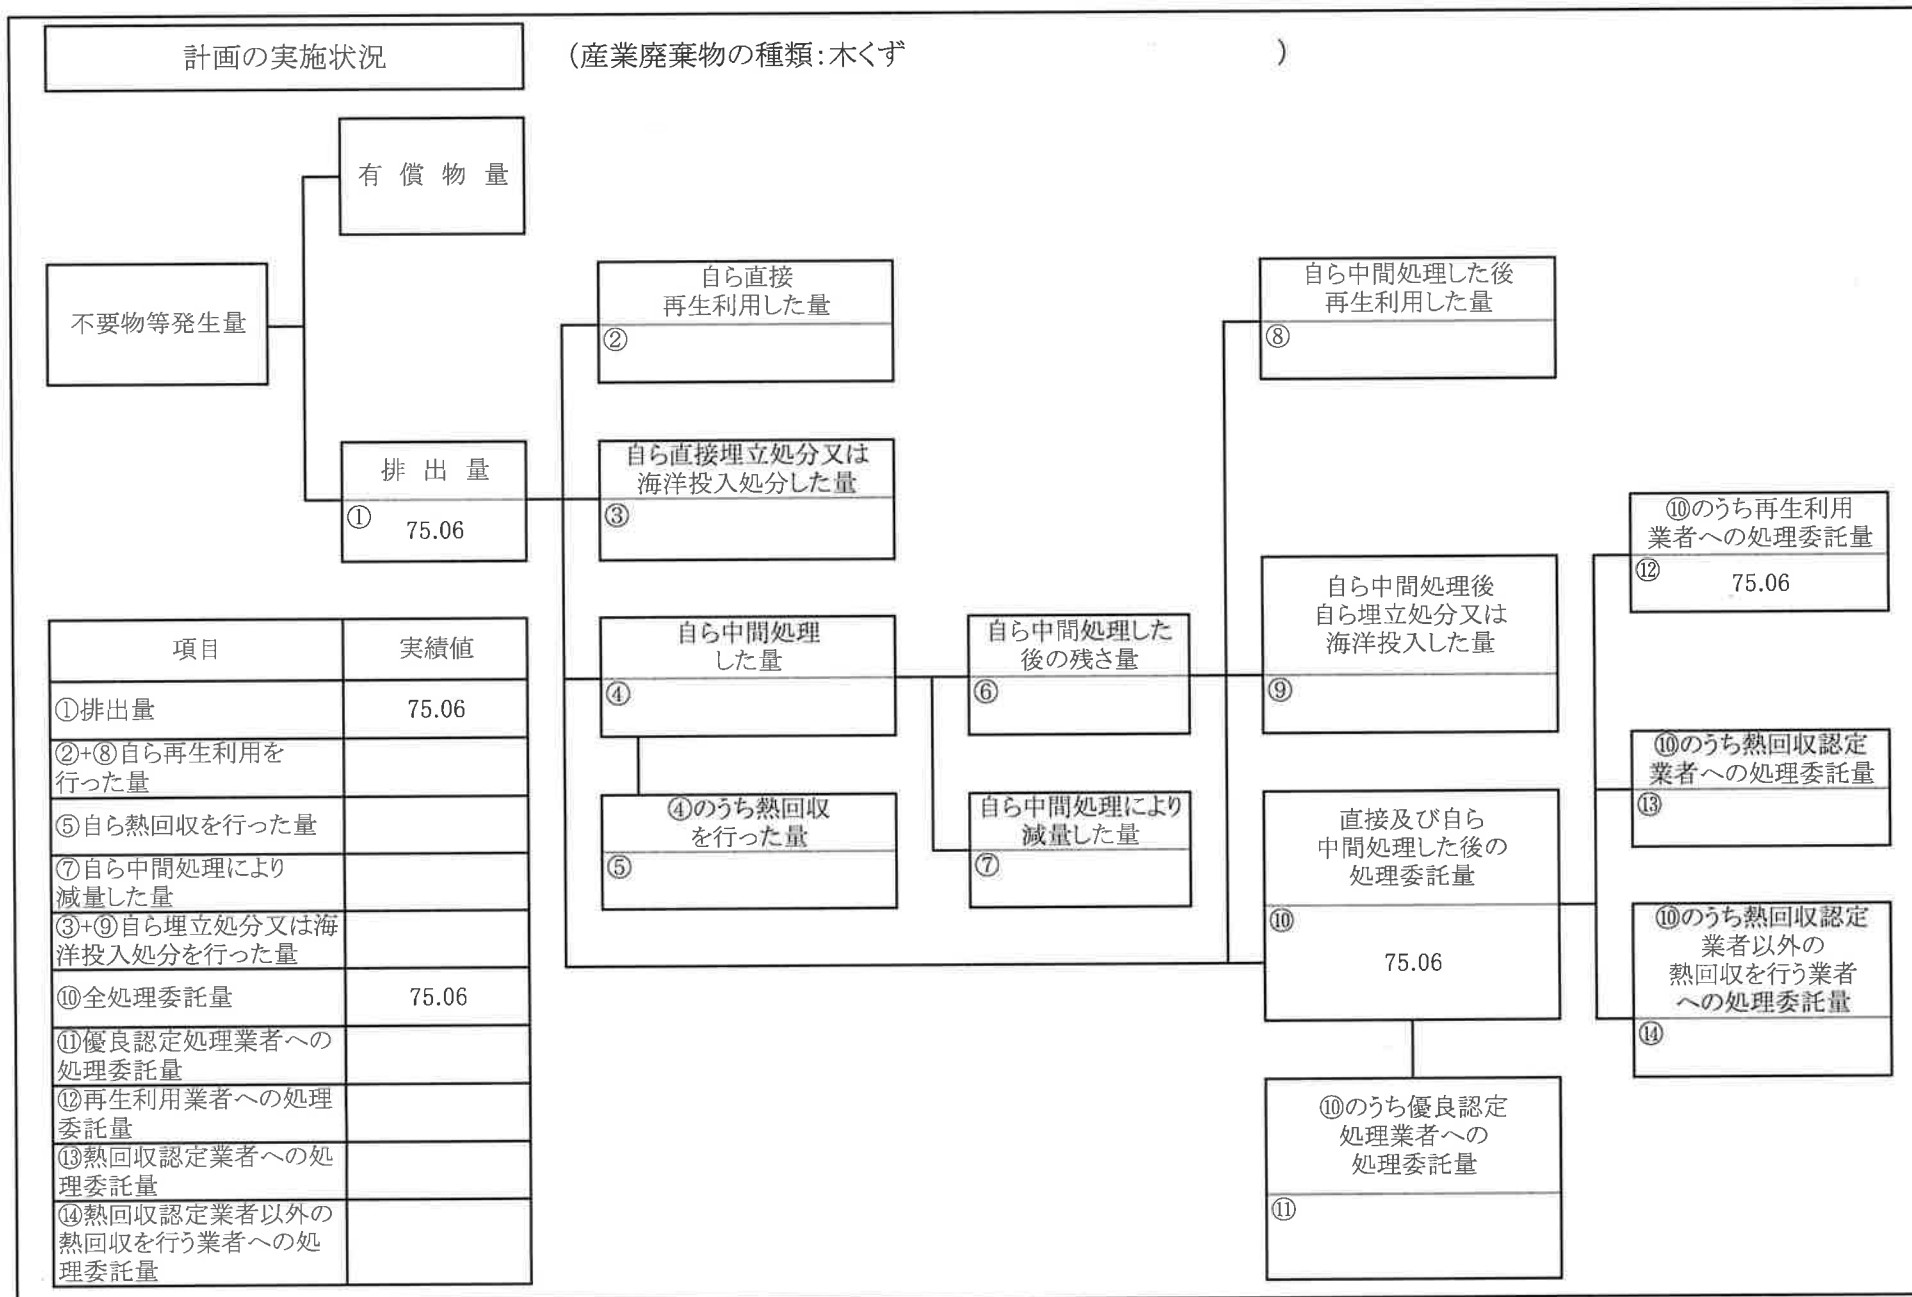 計画の実施状況
(産業廃棄物の種類:木くず )
有 償 物 量
不要物等発生量
排 出 量
① 75.06
自ら直接
再生利用した量
②
自ら直接埋立処分又は
海洋投入処分した量
③
自ら中間処理
した量
④
④のうち熱回収
を行った量
⑤
自ら中間処理した
後の残さ量
⑥
自ら中間処理により
減量した量
⑦
自ら中間処理した後
再生利用した量
⑧
自ら中間処理後
自ら埋立処分又は
海洋投入した量
⑨
直接及び自ら
中間処理した後の
処理委託量
⑩
75.06
⑩のうち優良認定
処理業者への
処理委託量
⑪
⑩のうち再生利用
業者への処理委託量
⑫ 75.06
⑩のうち熱回収認定
業者への処理委託量
⑬
⑩のうち熱回収認定
業者以外の
熱回収を行う業者
への処理委託量
⑭
項目 実績値
①排出量 75.06
②+⑧自ら再生利用を
行った量
⑤自ら熱回収を行った量
⑦自ら中間処理により
減量した量
③+⑨自ら埋立処分又は海
洋投入処分を行った量
⑩全処理委託量 75.06
⑪優良認定処理業者への
処理委託量
⑫再生利用業者への処理
委託量
⑬熱回収認定業者への処
理委託量
⑭熱回収認定業者以外の
熱回収を行う業者への処
理委託量